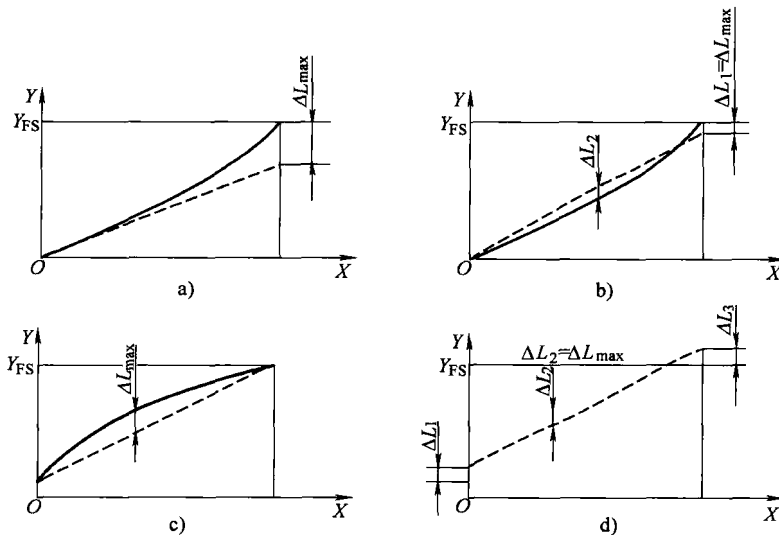 Y
Y_FS
ΔL_max
O
X
a)
Y
Y_FS
ΔL_2
ΔL_1=ΔL_max
O
X
b)
Y
Y_FS
ΔL_max
O
X
c)
Y
Y_FS
ΔL_2=ΔL_max
ΔL_2
ΔL_3
ΔL_1
O
X
d)